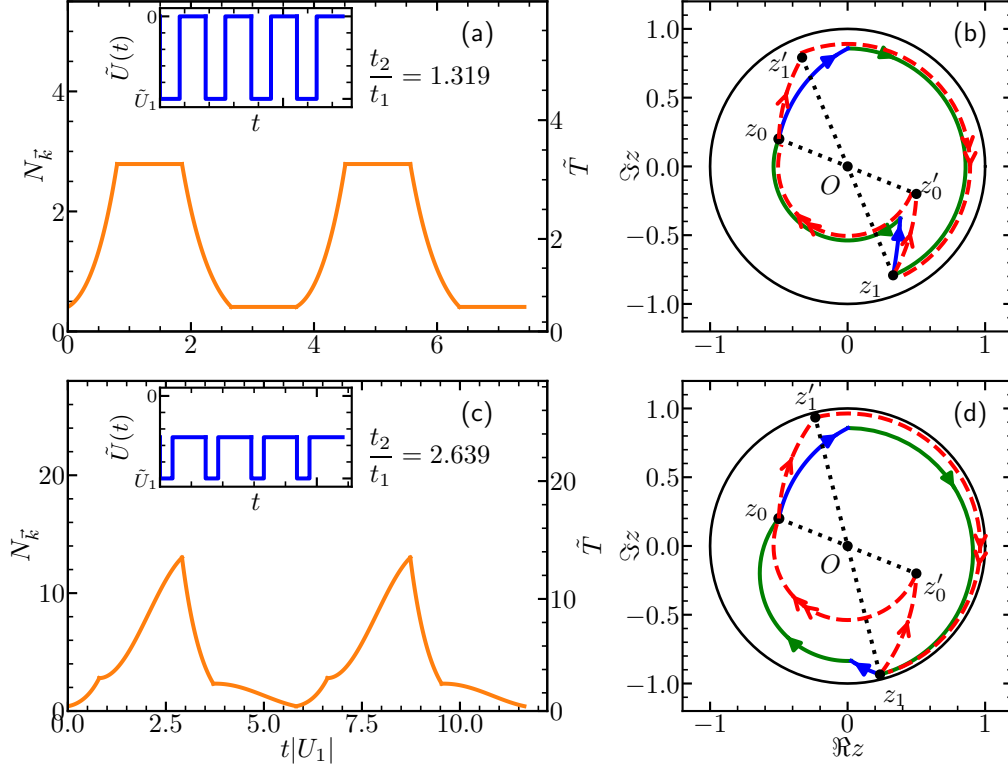 (a)
Ũ(t)
0
Ũ₁
t
t₂/t₁ = 1.319
N_k⃗
0
2
4
0
2
4
6
T̃
0
2
4
(b)
z′₁
z₀
O
z′₀
z₁
ℑz
1.0
0.5
0.0
−0.5
−1.0
−1
0
1
(c)
Ũ(t)
0
Ũ₁
t
t₂/t₁ = 2.639
N_k⃗
0
10
20
0.0
2.5
5.0
7.5
10.0
t|U₁|
T̃
0
10
20
(d)
z′₁
z₀
O
z′₀
z₁
ℑz
1.0
0.5
0.0
−0.5
−1.0
−1
0
1
ℜz